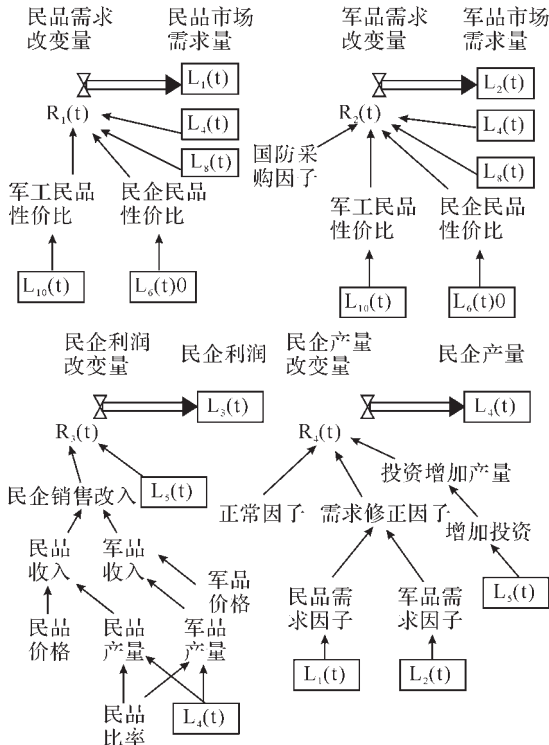 民品需求 民品市场
改变量 需求量
L₁(t)
R₁(t)
L₄(t)
L₈(t)
军工民品 民企民品
性价比 性价比
L₁₀(t) L₆(t)0
军品需求 军品市场
改变量 需求量
L₂(t)
R₂(t)
L₄(t)
国防采
购因子
L₈(t)
军工民品 民企民品
性价比 性价比
L₁₀(t) L₆(t)0
民企利润
改变量
民企利润
L₃(t)
R₃(t)
民企销售改入
L₅(t)
民品 军品
收入 收入
军品
价格
民品 民品 军品
价格 产量 产量
民品
比率
L₄(t)
民企产量
改变量
民企产量
L₄(t)
R₄(t)
投资增加产量
正常因子 需求修正因子
增加投资
民品需 军品需
求因子 求因子
L₅(t)
L₁(t) L₂(t)